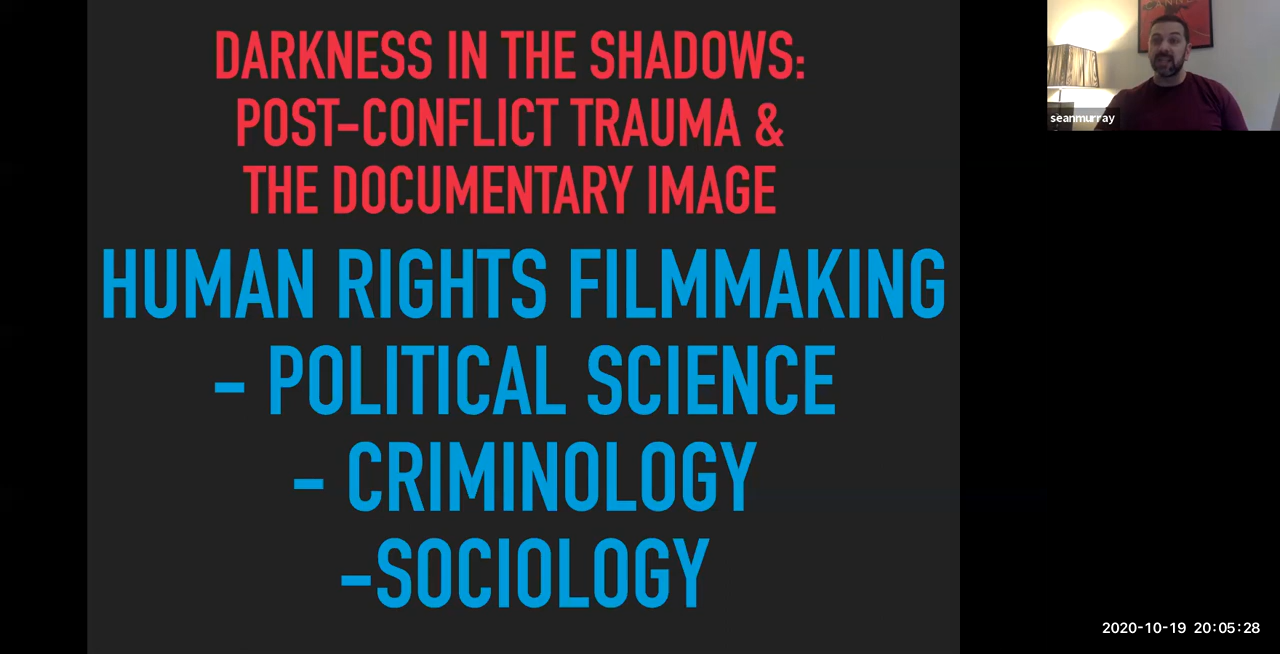 DARKNESS IN THE SHADOWS:
POST-CONFLICT TRAUMA &
THE DOCUMENTARY IMAGE
HUMAN RIGHTS FILMMAKING
- POLITICAL SCIENCE
- CRIMINOLOGY
-SOCIOLOGY
seanmurray
2020-10-19 20:05:28